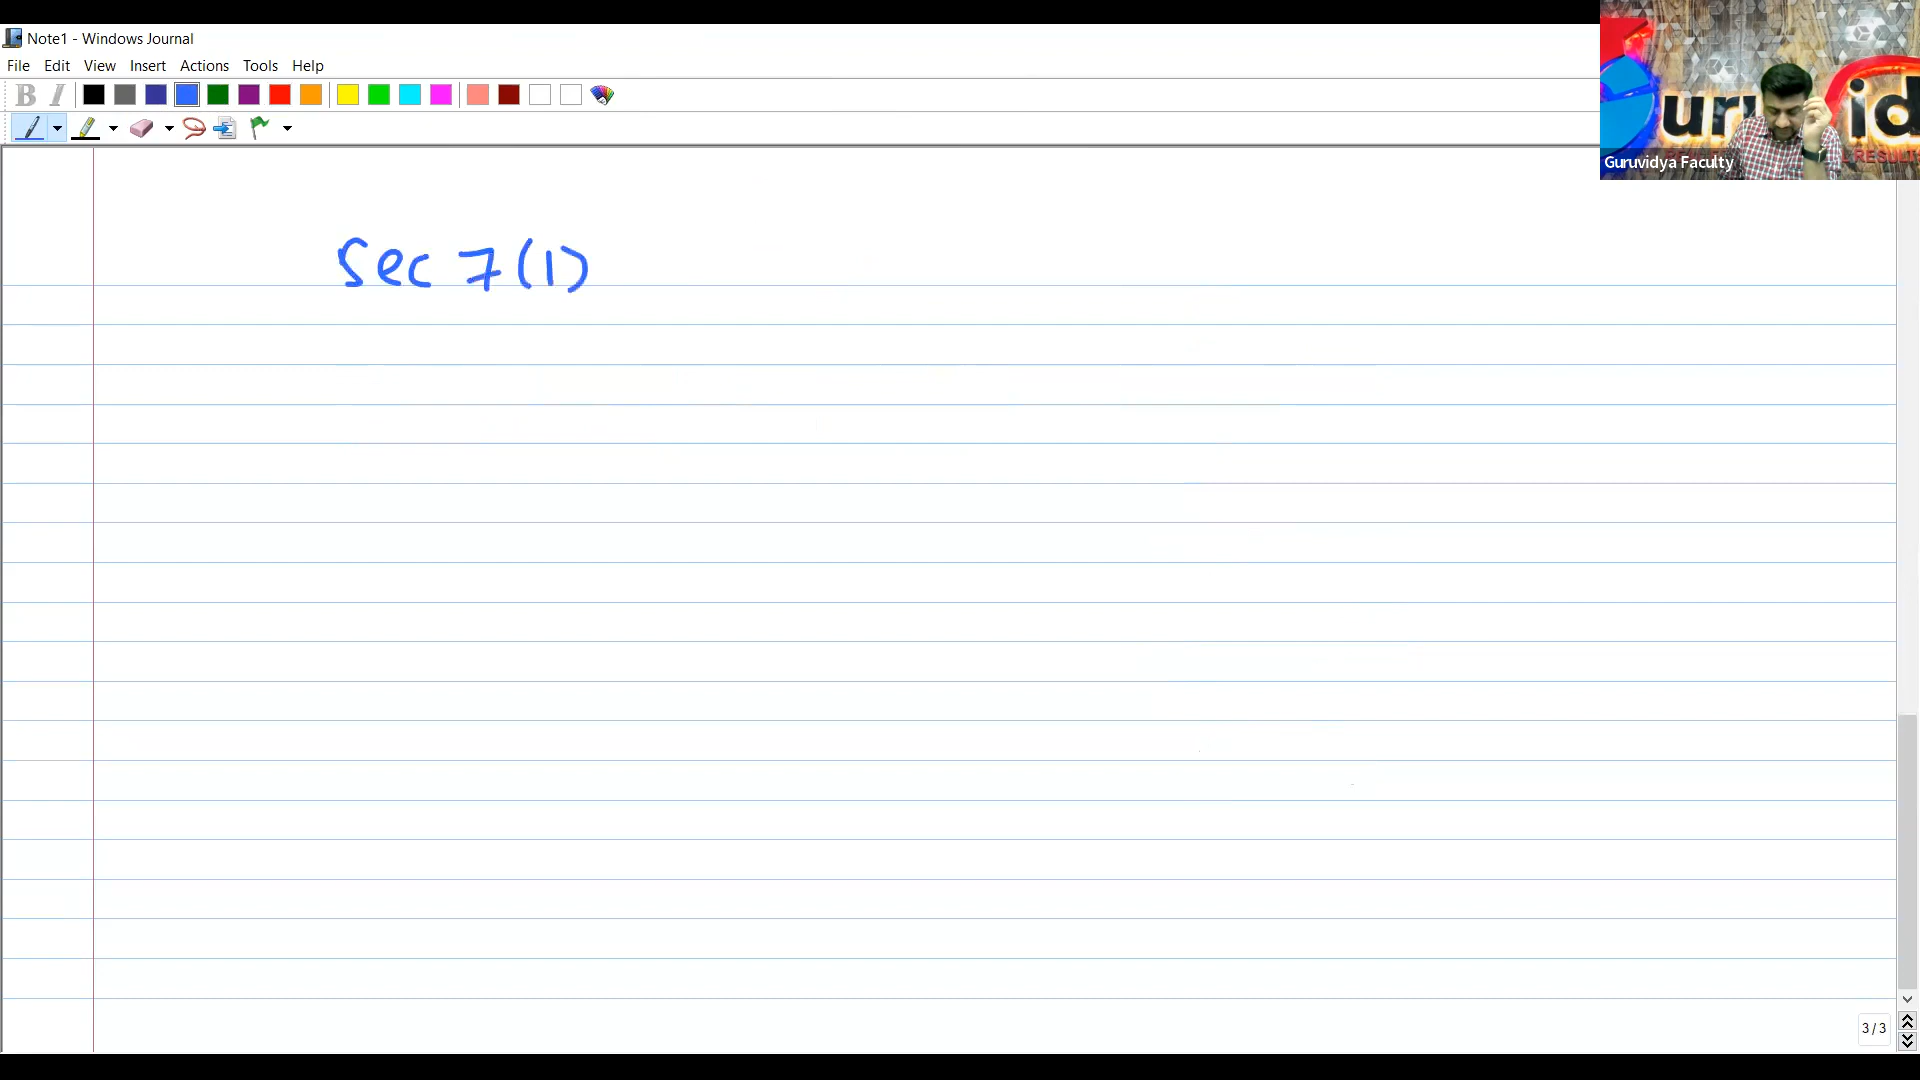 Note1 - Windows Journal
File Edit View Insert Actions Tools Help
B I
Sec 7 (1)
Guruvidya Faculty
3 / 3